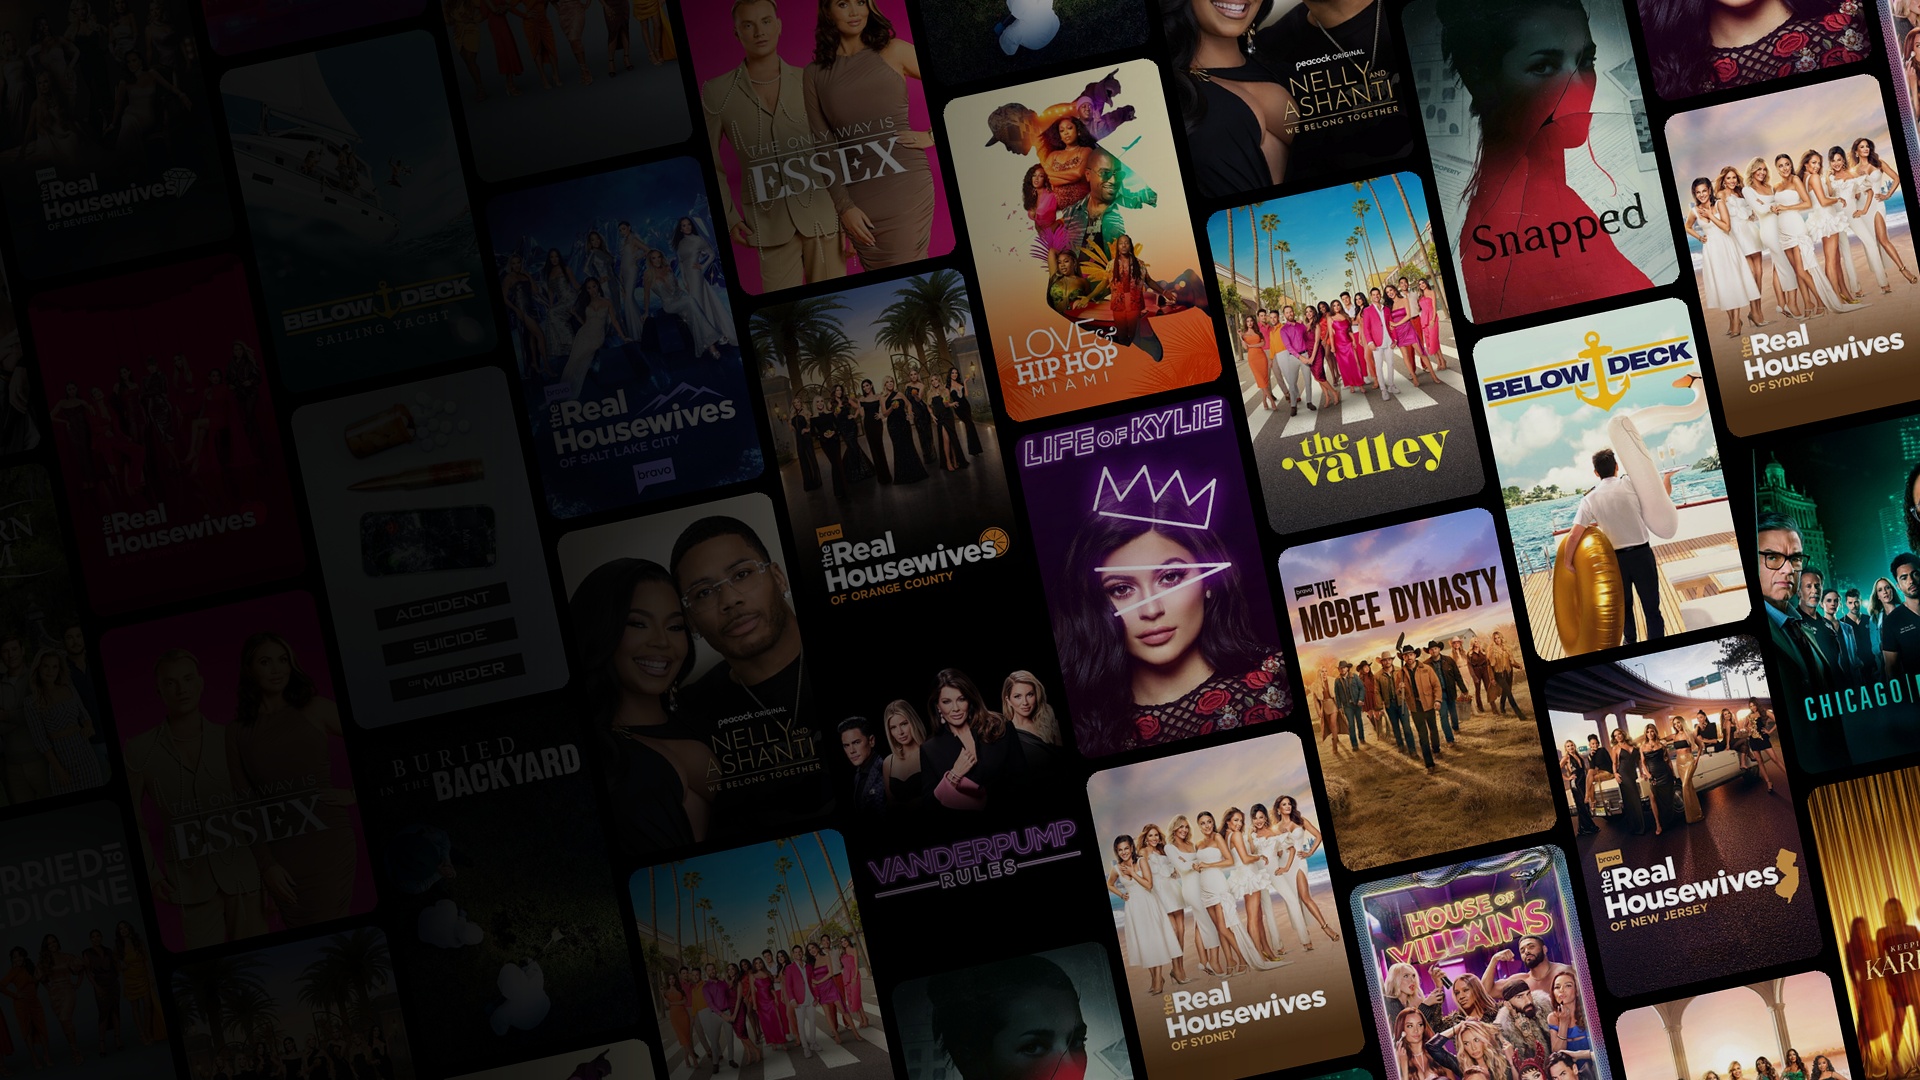 the Real
Housewives
OF BEVERLY HILLS
BELOW DECK
SAILING YACHT
the Real
Housewives
ACCIDENT
SUICIDE
OR MURDER
THE ONLY WAY IS
ESSEX
BURIED
IN THE BACKYARD
the Real
Housewives
OF SALT LAKE CITY
bravo
peacock ORIGINAL
NELLY AND
ASHANTI
WE BELONG TOGETHER
THE ONLY WAY IS
ESSEX
bravo
the Real
Housewives
OF ORANGE COUNTY
VANDERPUMP
RULES
LOVE &
HIP HOP
MIAMI
LIFE OF KYLIE
the Real
Housewives
OF SYDNEY
peacock ORIGINAL
NELLY AND
ASHANTI
WE BELONG TOGETHER
the
valley
bravo
THE
MCBEE DYNASTY
HOUSE OF
VILLAINS
Snapped
BELOW DECK
bravo
the Real
Housewives
OF NEW JERSEY
the Real
Housewives
OF SYDNEY
CHICAGO